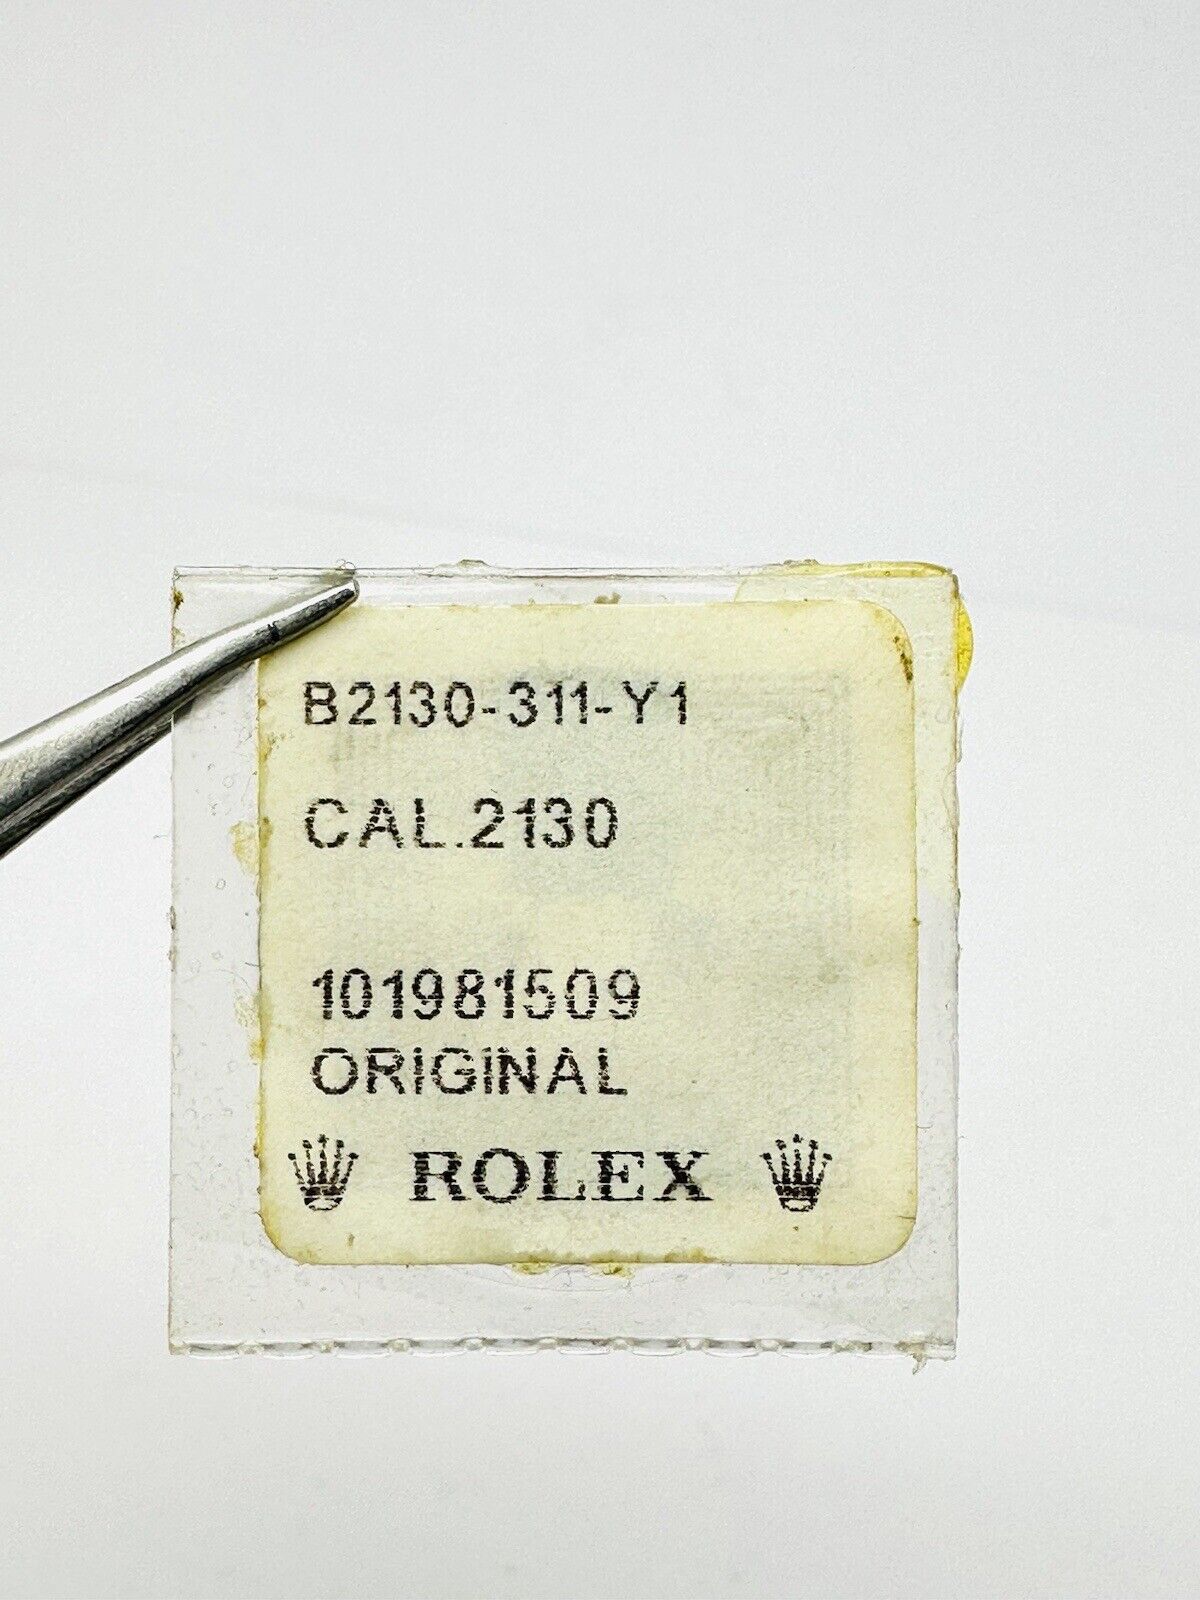 B2130-311-Y1
CAL.2130
101981509
ORIGINAL
ROLEX